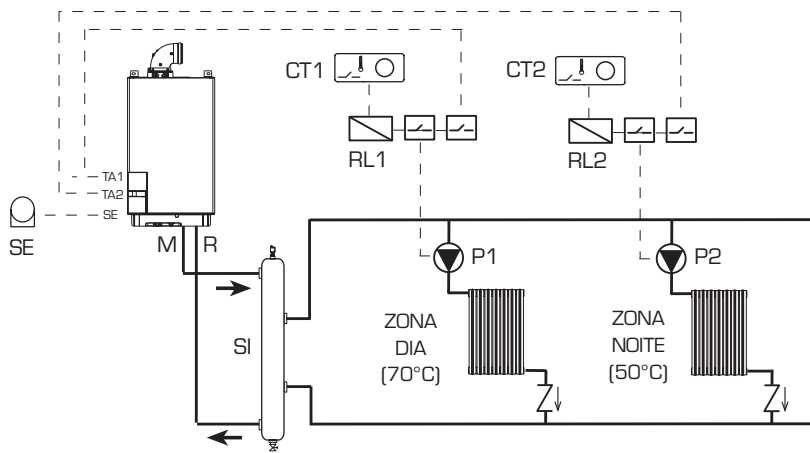 CT1
CT2
RL1
RL2
TA1
TA2
SE
SE
M R
P1
P2
SI
ZONA
DIA
(70°C)
ZONA
NOITE
(50°C)